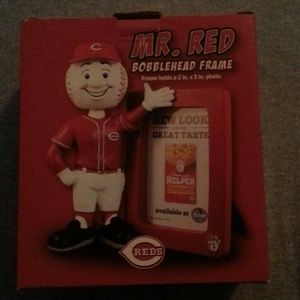 MR. RED
BOBBLEHEAD FRAME
Frame holds a 2 in. x 3 in. photo.
C
NEW LOOK
GREAT TASTE
HELPER
available at
REDS
REDS